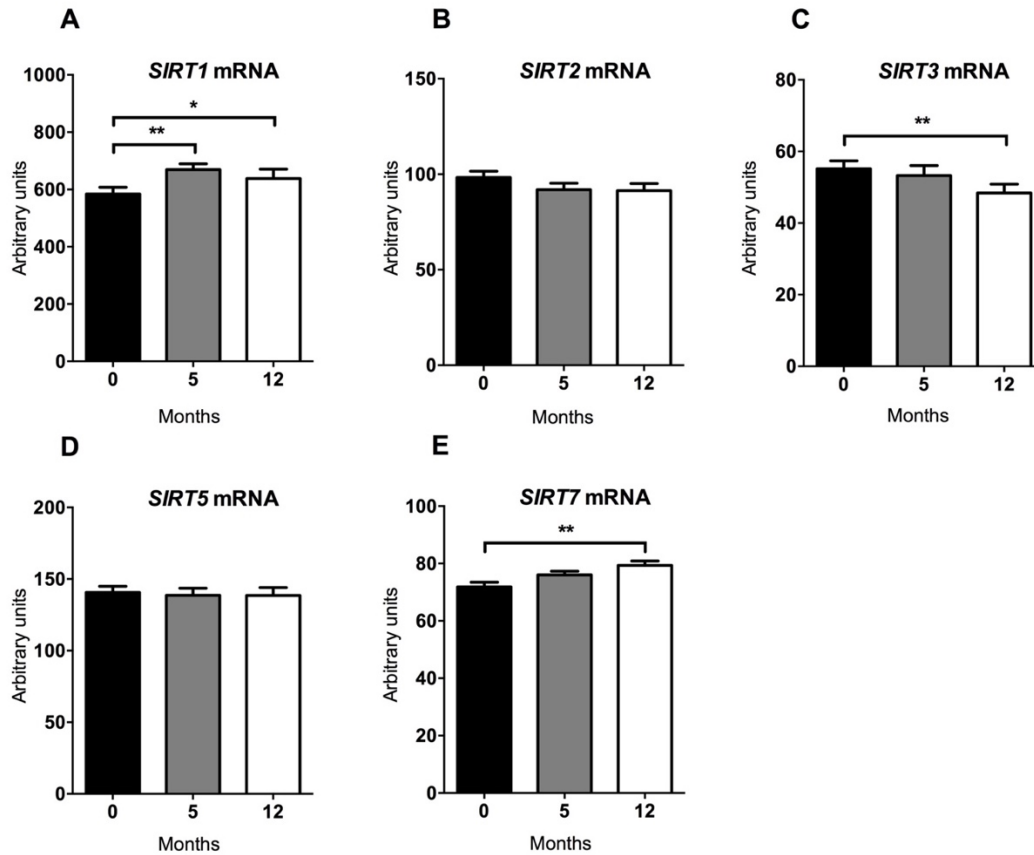 A
SIRT1 mRNA
1000
800
600
400
200
0
Arbitrary units
*
**
0 5 12
Months
B
SIRT2 mRNA
150
100
50
0
Arbitrary units
0 5 12
Months
C
SIRT3 mRNA
80
60
40
20
0
Arbitrary units
**
0 5 12
Months
D
SIRT5 mRNA
200
150
100
50
0
Arbitrary units
0 5 12
Months
E
SIRT7 mRNA
100
80
60
40
20
0
Arbitrary units
**
0 5 12
Months